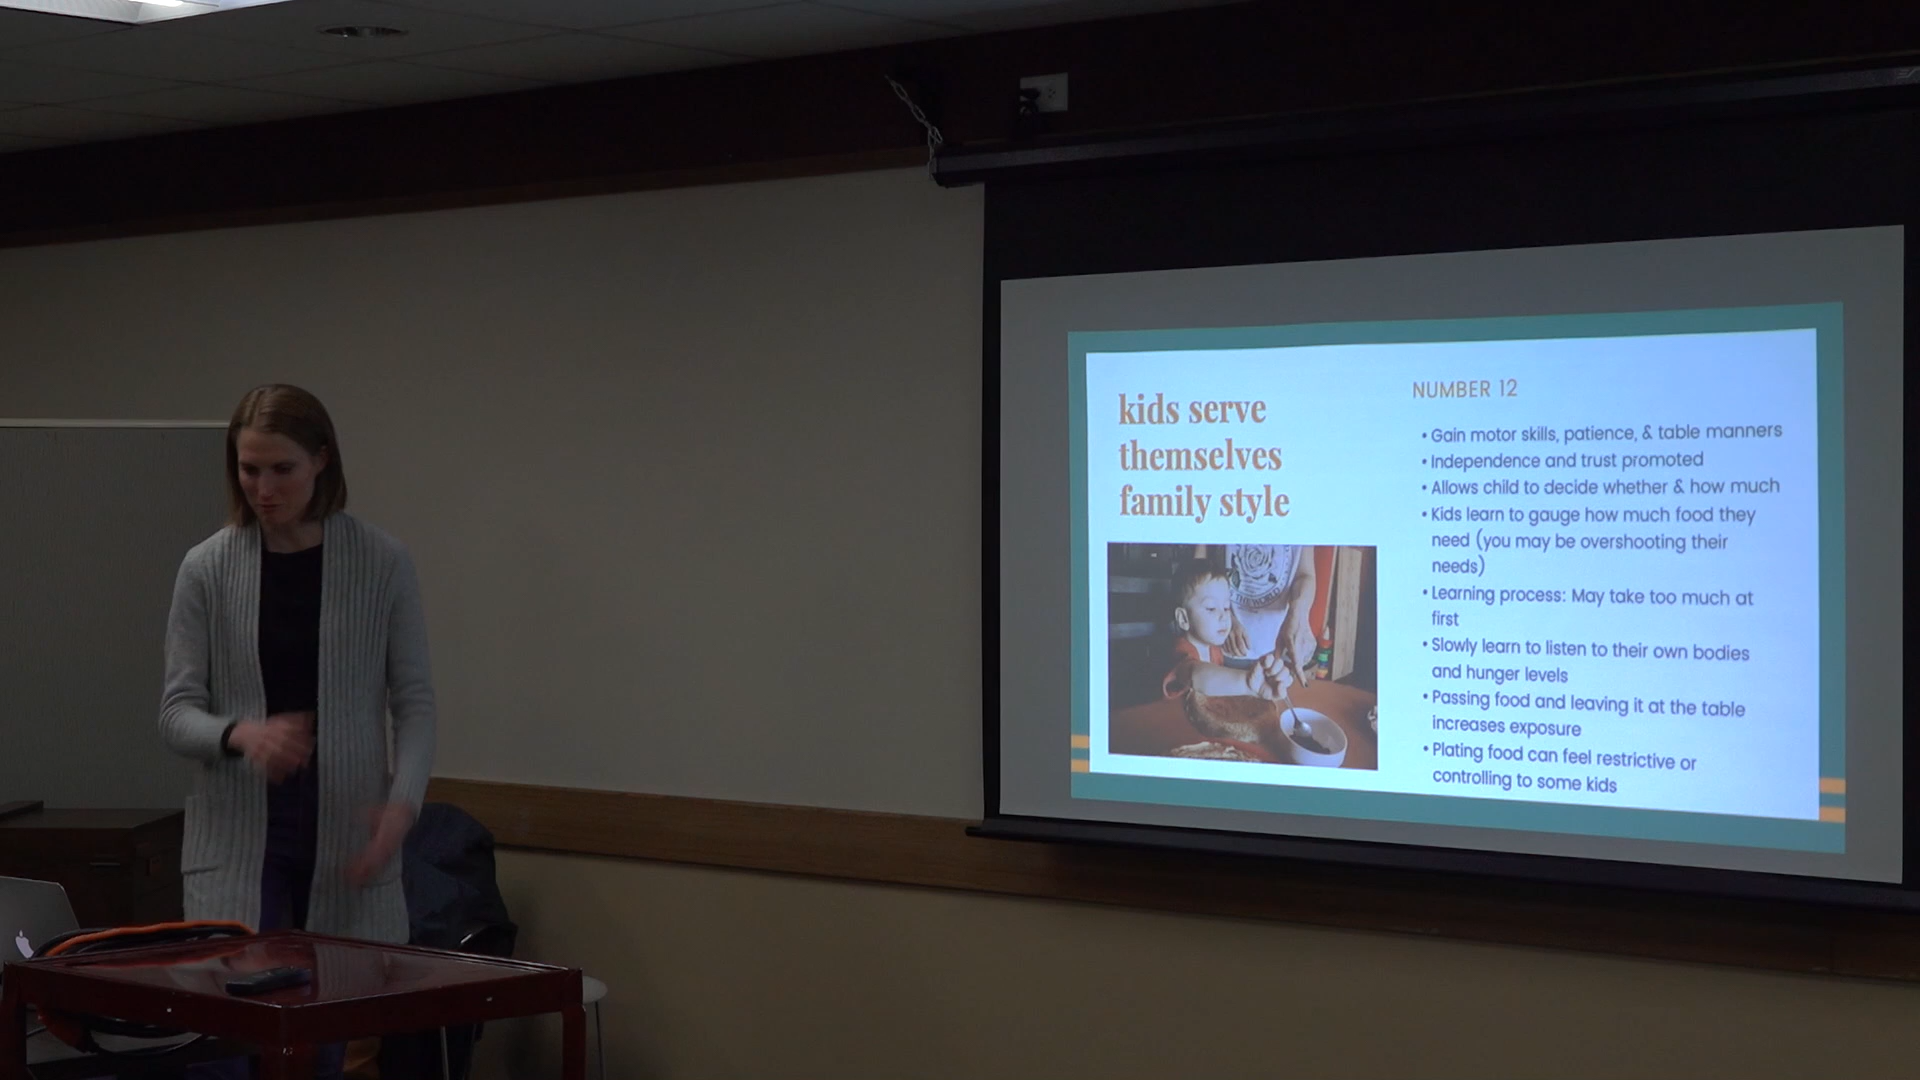 kids serve
themselves
family style
NUMBER 12
• Gain motor skills, patience, & table manners
• Independence and trust promoted
• Allows child to decide whether & how much
• Kids learn to gauge how much food they
need (you may be overshooting their
needs)
• Learning process: May take too much at
first
• Slowly learn to listen to their own bodies
and hunger levels
• Passing food and leaving it at the table
increases exposure
• Plating food can feel restrictive or
controlling to some kids